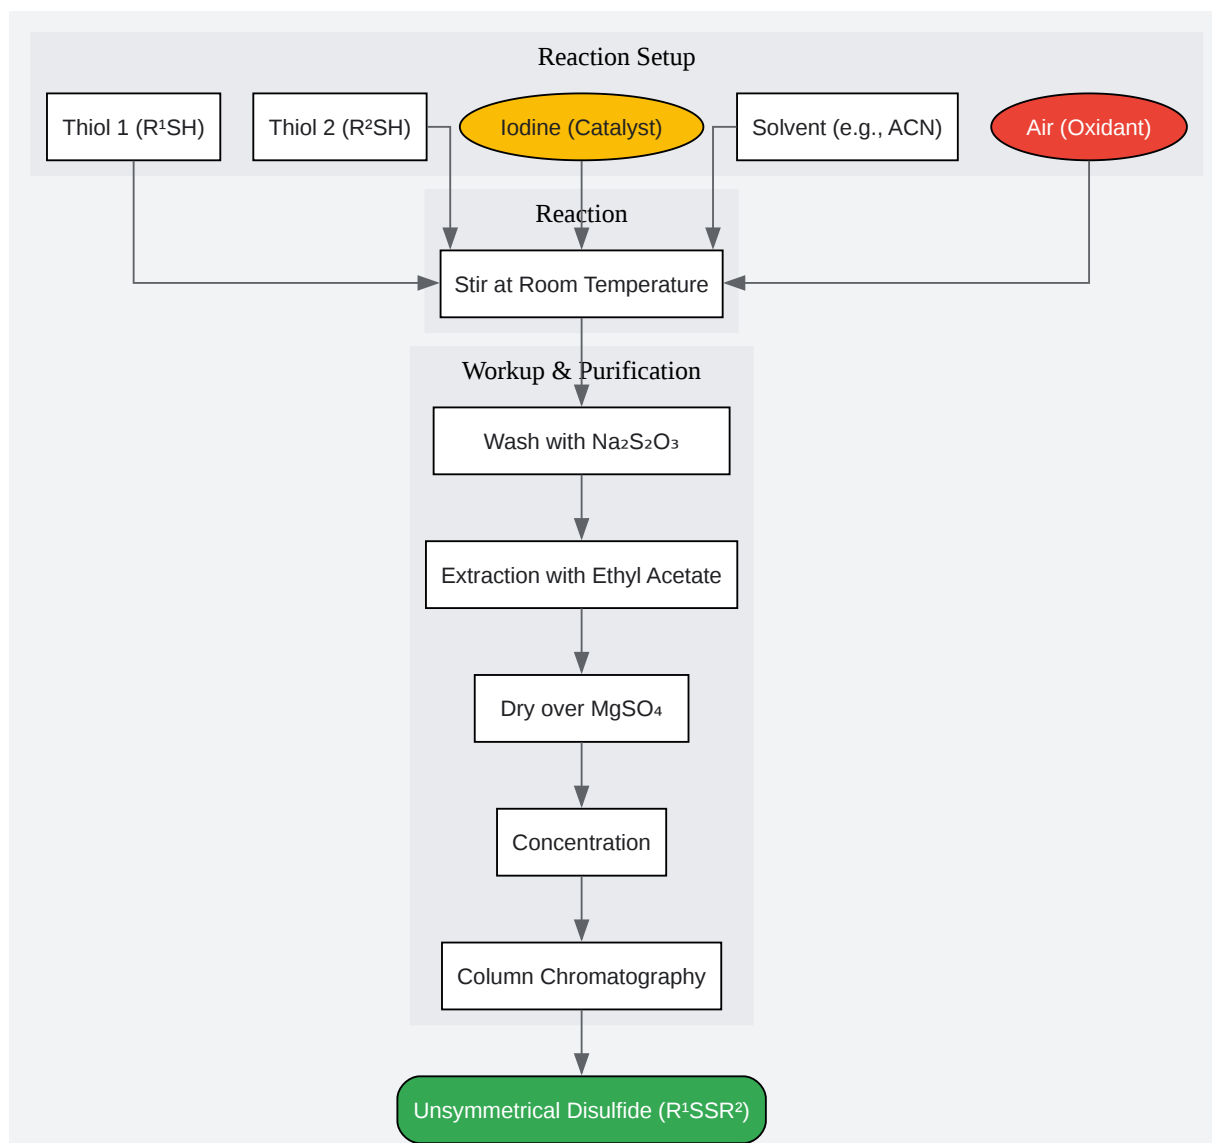 Reaction Setup
Thiol 1 (R¹SH)
Thiol 2 (R²SH)
Iodine (Catalyst)
Solvent (e.g., ACN)
Air (Oxidant)
Reaction
Stir at Room Temperature
Workup & Purification
Wash with Na₂S₂O₃
Extraction with Ethyl Acetate
Dry over MgSO₄
Concentration
Column Chromatography
Unsymmetrical Disulfide (R¹SSR²)